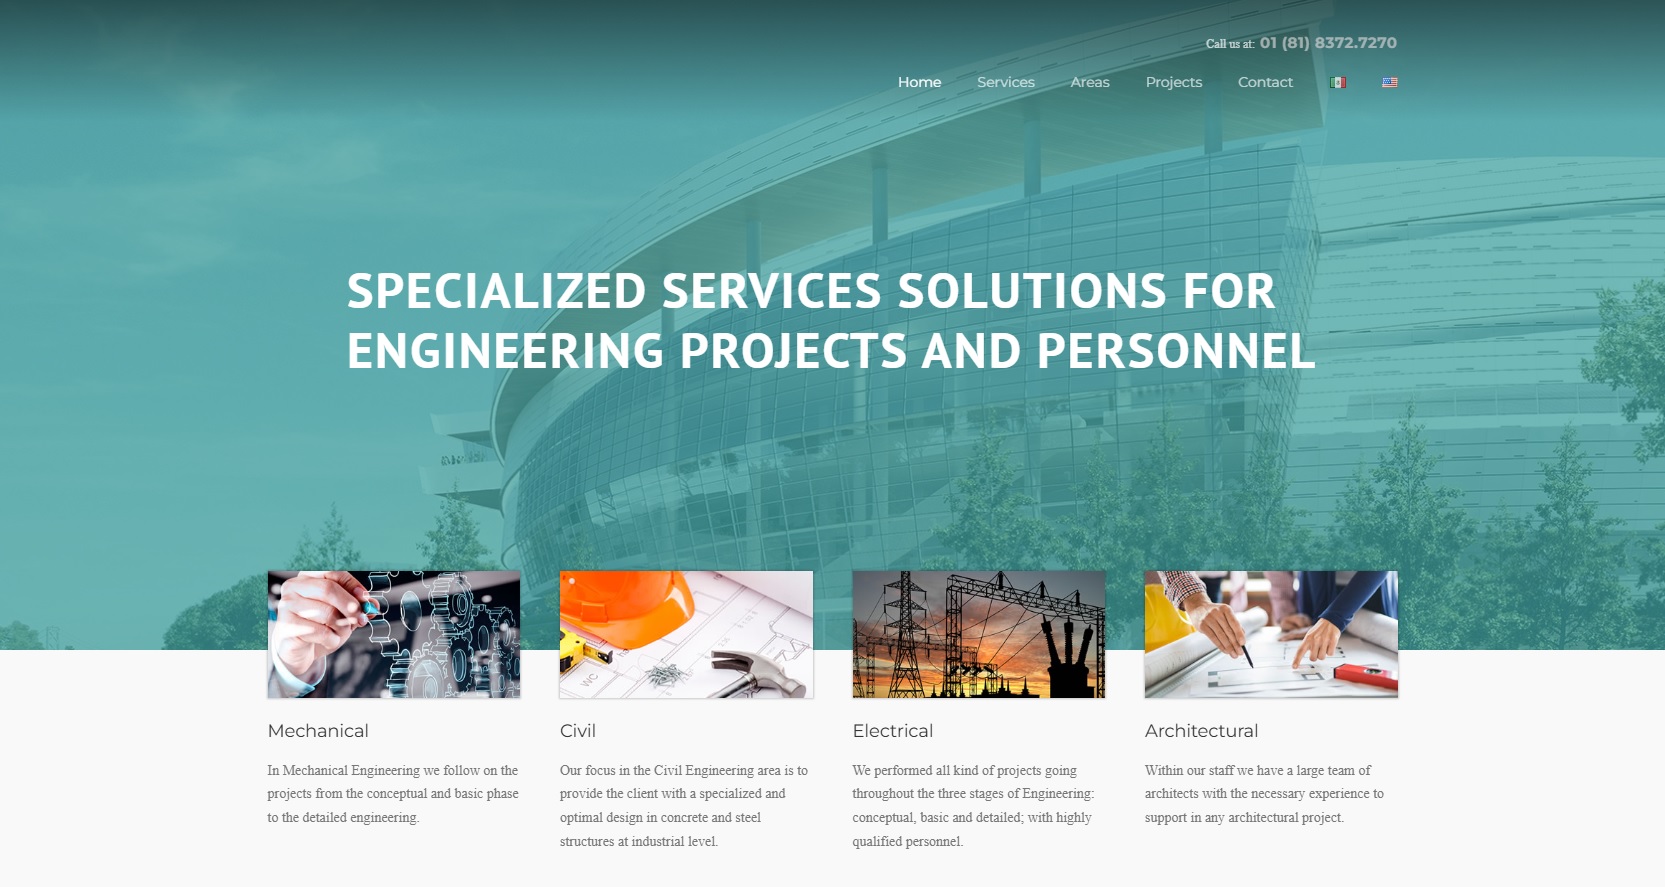 Call us at: 01 (81) 8372.7270
Home Services Areas Projects Contact
SPECIALIZED SERVICES SOLUTIONS FOR
ENGINEERING PROJECTS AND PERSONNEL
WC
Mechanical
In Mechanical Engineering we follow on the
projects from the conceptual and basic phase
to the detailed engineering.
Civil
Our focus in the Civil Engineering area is to
provide the client with a specialized and
optimal design in concrete and steel
structures at industrial level.
Electrical
We performed all kind of projects going
throughout the three stages of Engineering:
conceptual, basic and detailed; with highly
qualified personnel.
Architectural
Within our staff we have a large team of
architects with the necessary experience to
support in any architectural project.